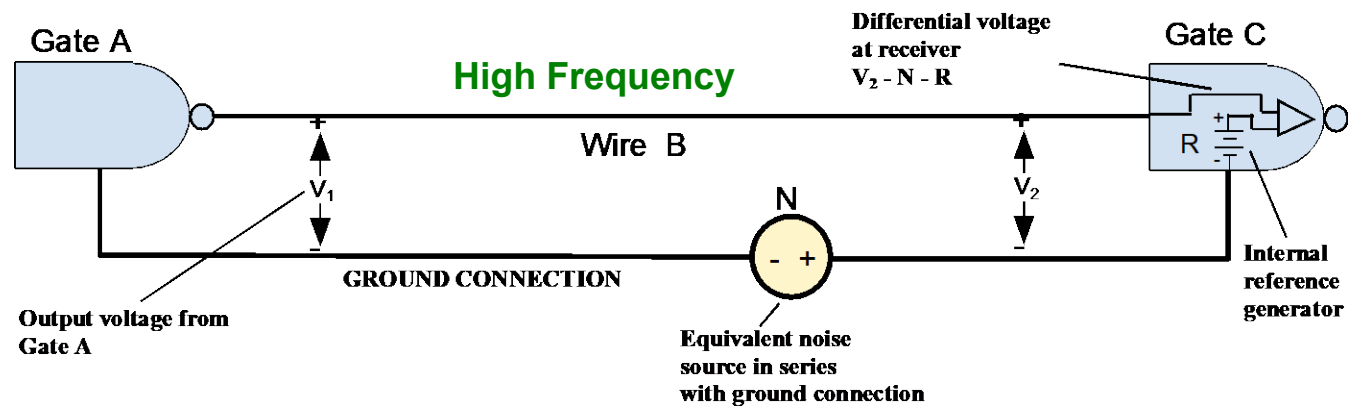 Differential voltage
at receiver
V₂ - N - R
Gate A
Gate C
High Frequency
Wire B
+
V₁
-
+
V₂
-
+
R
-
N
- +
GROUND CONNECTION
Output voltage from
Gate A
Equivalent noise
source in series
with ground connection
Internal
reference
generator